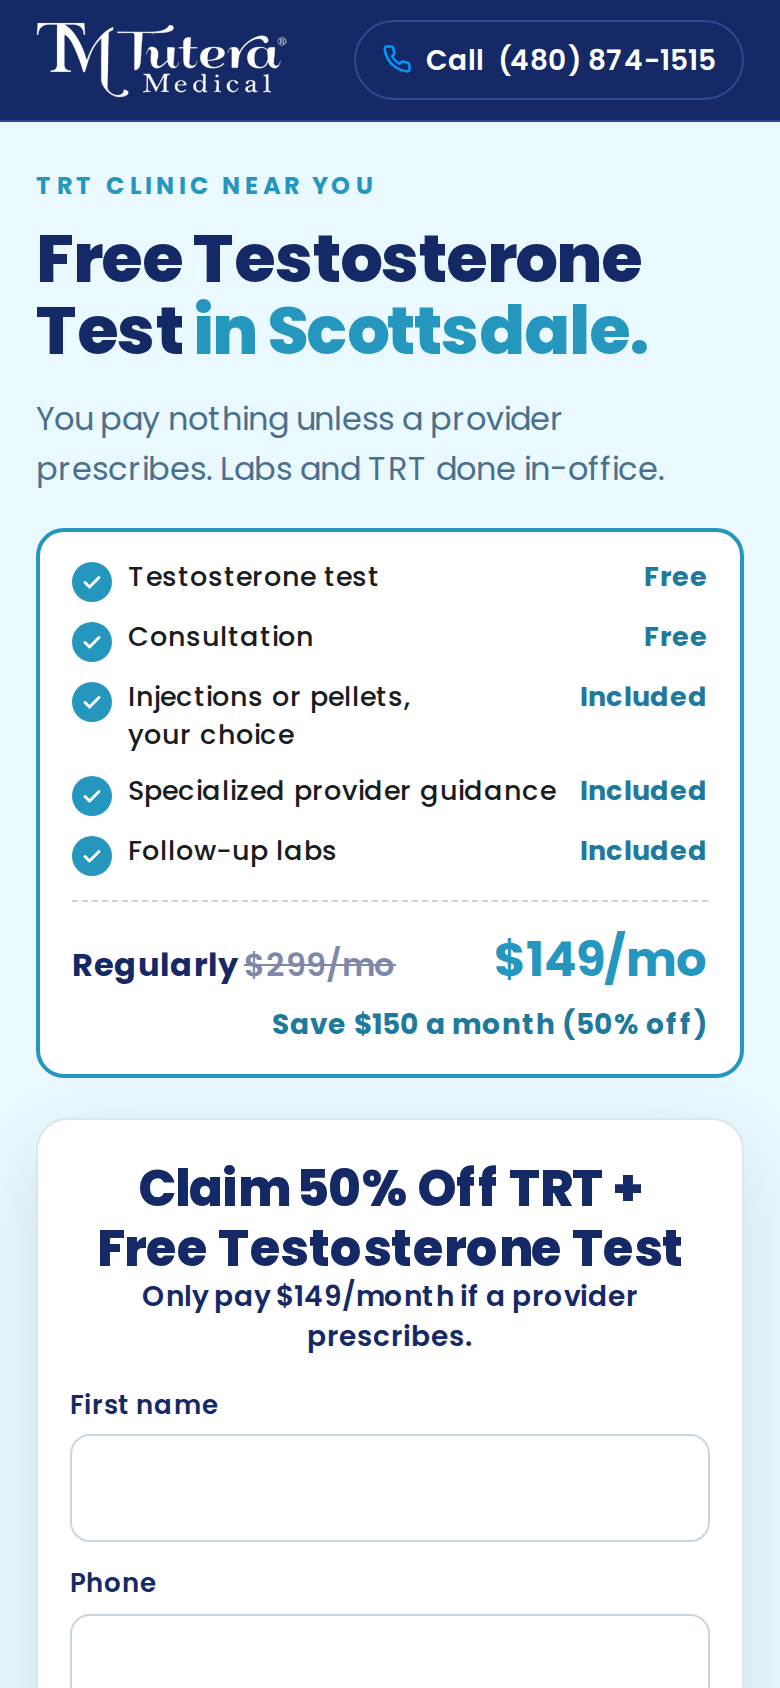 TM Tutera®
Medical
Call (480) 874-1515
TRT CLINIC NEAR YOU
Free Testosterone
Test in Scottsdale.
You pay nothing unless a provider
prescribes. Labs and TRT done in-office.
Testosterone test Free
Consultation Free
Injections or pellets, Included
your choice
Specialized provider guidance Included
Follow-up labs Included
Regularly $299/mo $149/mo
Save $150 a month (50% off)
Claim 50% Off TRT +
Free Testosterone Test
Only pay $149/month if a provider
prescribes.
First name
Phone